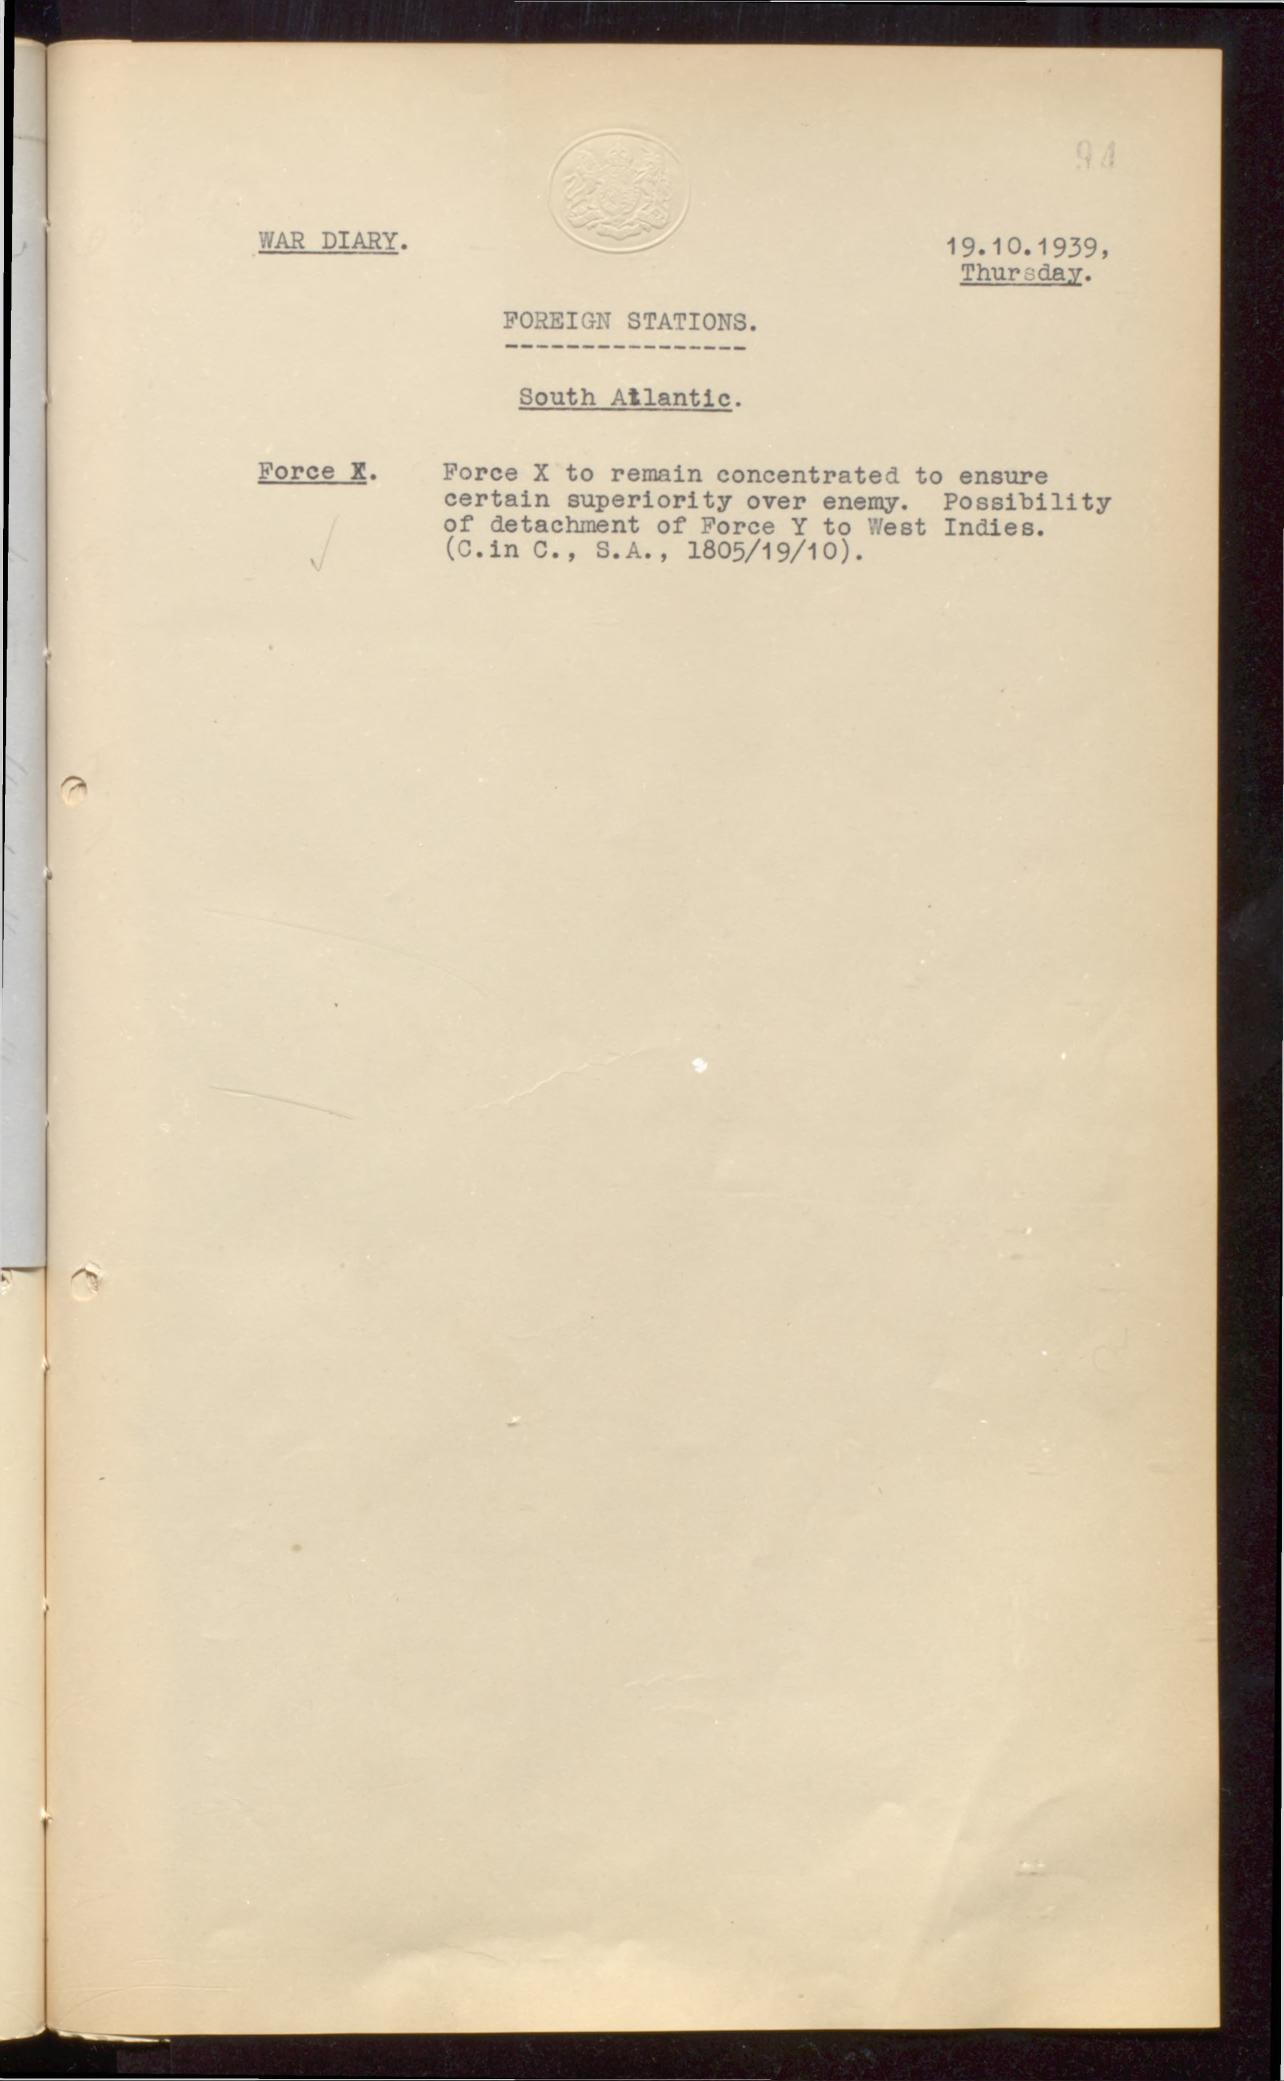 94
WAR DIARY.
19.10.1939,
Thursday.
FOREIGN STATIONS.
----------------
South Atlantic.
Force X.
Force X to remain concentrated to ensure
certain superiority over enemy. Possibility
of detachment of Force Y to West Indies.
(C.in C., S.A., 1805/19/10).